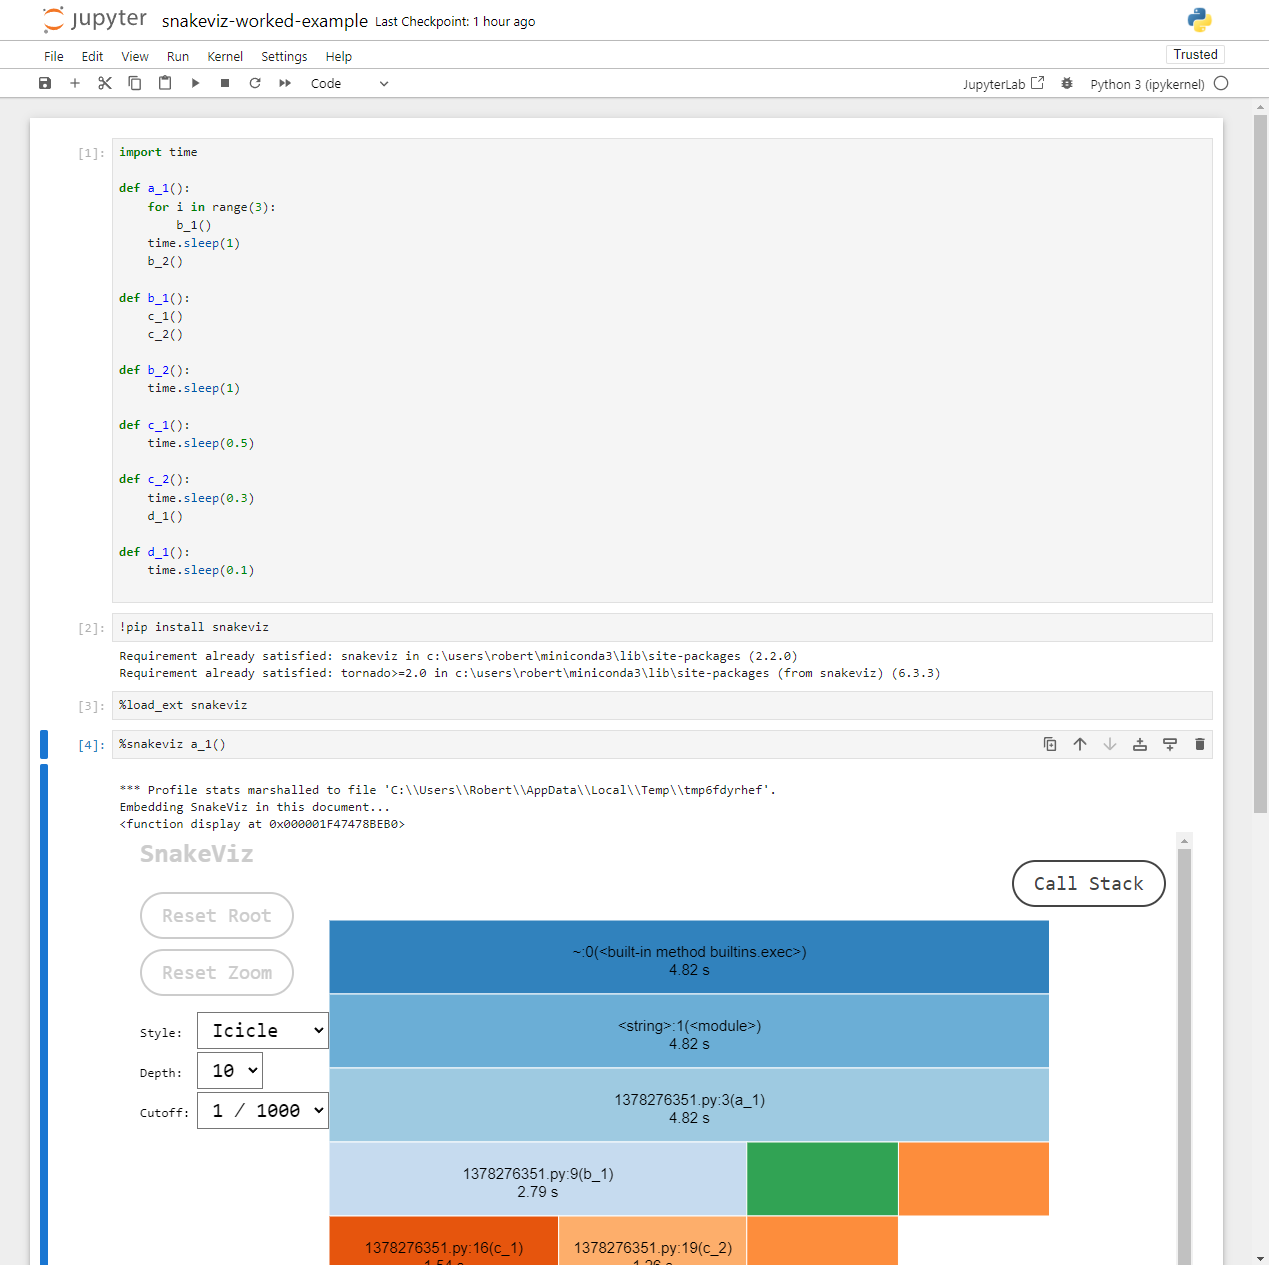 jupyter snakeviz-worked-example Last Checkpoint: 1 hour ago
File Edit View Run Kernel Settings Help
Trusted
Code
JupyterLab
Python 3 (ipykernel)
[1]:
import time
def a_1():
    for i in range(3):
        b_1()
    time.sleep(1)
    b_2()
def b_1():
    c_1()
    c_2()
def b_2():
    time.sleep(1)
def c_1():
    time.sleep(0.5)
def c_2():
    time.sleep(0.3)
    d_1()
def d_1():
    time.sleep(0.1)
[2]:
!pip install snakeviz
Requirement already satisfied: snakeviz in c:\users\robert\miniconda3\lib\site-packages (2.2.0)
Requirement already satisfied: tornado>=2.0 in c:\users\robert\miniconda3\lib\site-packages (from snakeviz) (6.3.3)
[3]:
%load_ext snakeviz
[4]:
%snakeviz a_1()
*** Profile stats marshalled to file 'C:\\Users\\Robert\\AppData\\Local\\Temp\\tmp6fdyrhef'.
Embedding SnakeViz in this document...
<function display at 0x000001F47478BEB0>
SnakeViz
Call Stack
Reset Root
Reset Zoom
Style: Icicle
Depth: 10
Cutoff: 1 / 1000
~:0(<built-in method builtins.exec>)
4.82 s
<string>:1(<module>)
4.82 s
1378276351.py:3(a_1)
4.82 s
1378276351.py:9(b_1)
2.79 s
1378276351.py:16(c_1)
1.54 s
1378276351.py:19(c_2)
1.26 s